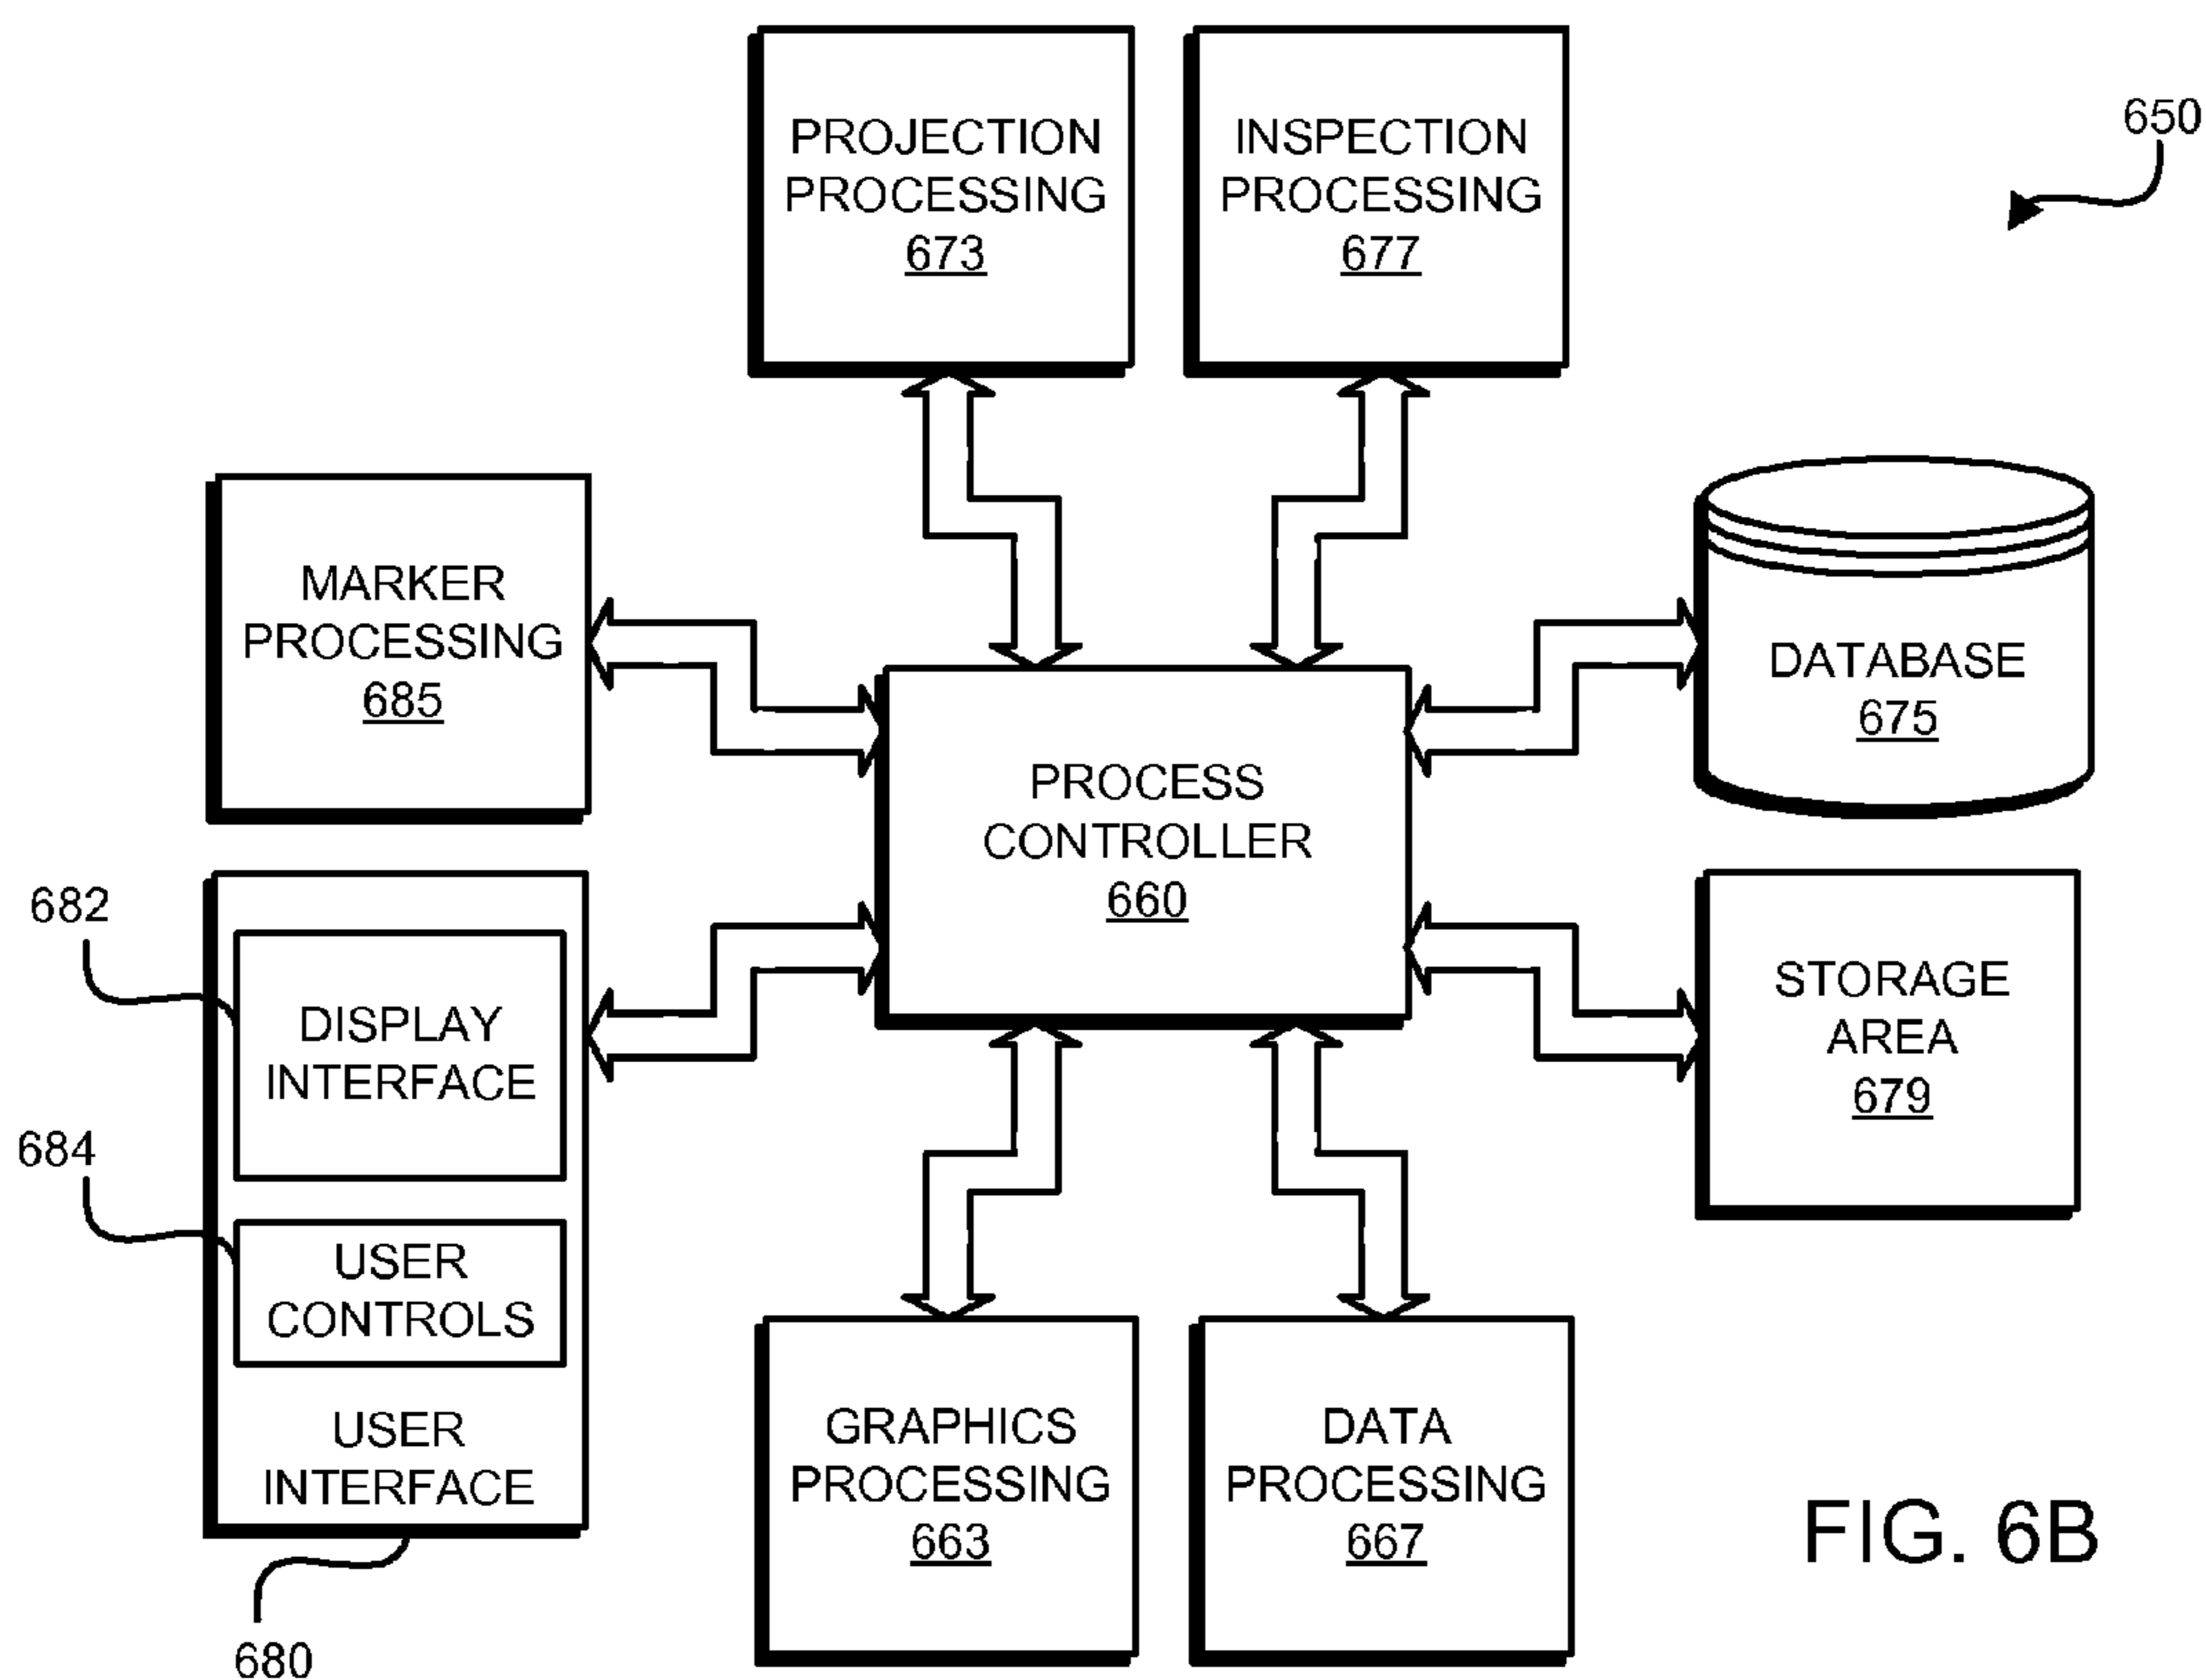 PROJECTION
PROCESSING
673
INSPECTION
PROCESSING
677
650
MARKER
PROCESSING
685
DATABASE
675
PROCESS
CONTROLLER
660
682
DISPLAY
INTERFACE
684
USER
CONTROLS
USER
INTERFACE
680
STORAGE
AREA
679
GRAPHICS
PROCESSING
663
DATA
PROCESSING
667
FIG. 6B